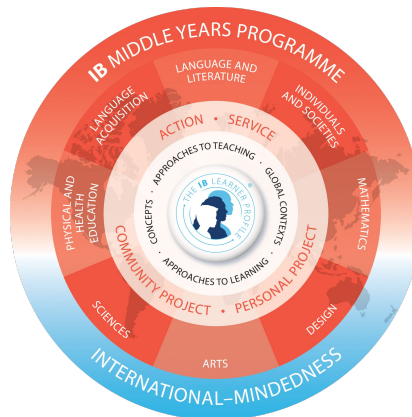 IB MIDDLE YEARS PROGRAMME
LANGUAGE AND
LITERATURE
INDIVIDUALS
AND SOCIETIES
MATHEMATICS
DESIGN
ARTS
SCIENCES
PHYSICAL AND
HEALTH
EDUCATION
LANGUAGE
ACQUISITION
ACTION • SERVICE
PERSONAL PROJECT
COMMUNITY PROJECT •
APPROACHES TO TEACHING ·
GLOBAL CONTEXTS ·
APPROACHES TO LEARNING ·
CONCEPTS ·
THE IB LEARNER PROFILE
®
INTERNATIONAL–MINDEDNESS